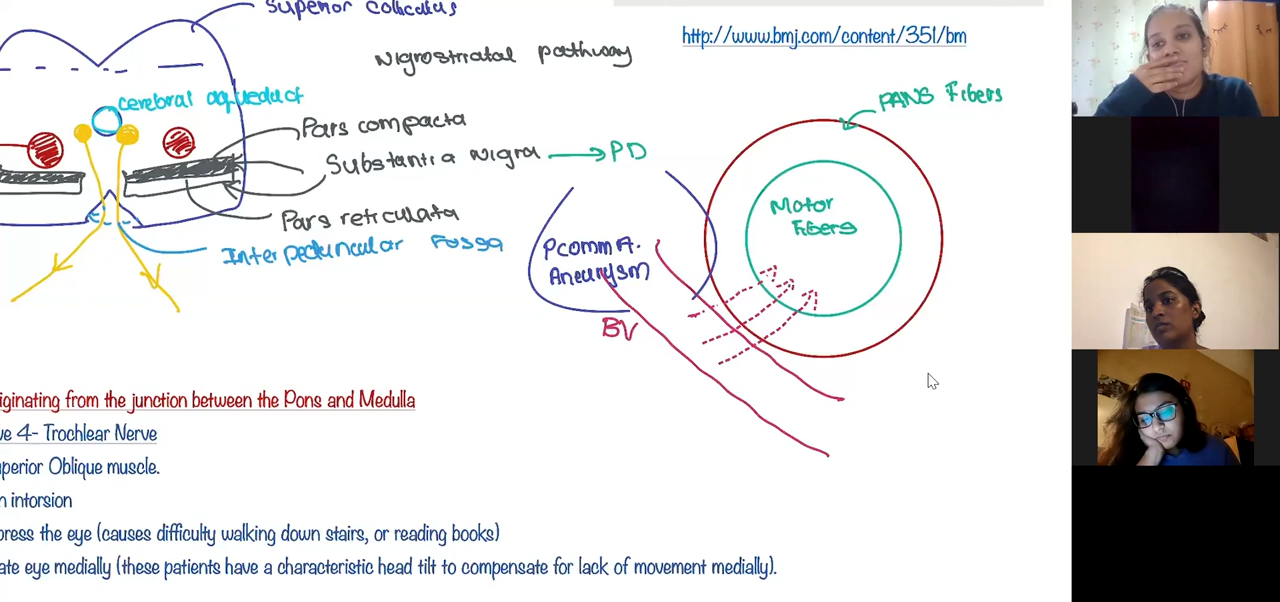 Superior Colliculus
http://www.bmj.com/content/351/bm
Nigrostriatal pathway
cerebral aqueduct
PANS Fibers
Pars compacta
Substantia Nigra → PD
Pars reticulata
Interpeduncular Fossa
Motor
Fibers
Pcomm A.
Aneurysm
BV
iginating from the junction between the Pons and Medulla
ve 4- Trochlear Nerve
uperior Oblique muscle.
n intorsion
press the eye (causes difficulty walking down stairs, or reading books)
ate eye medially (these patients have a characteristic head tilt to compensate for lack of movement medially).